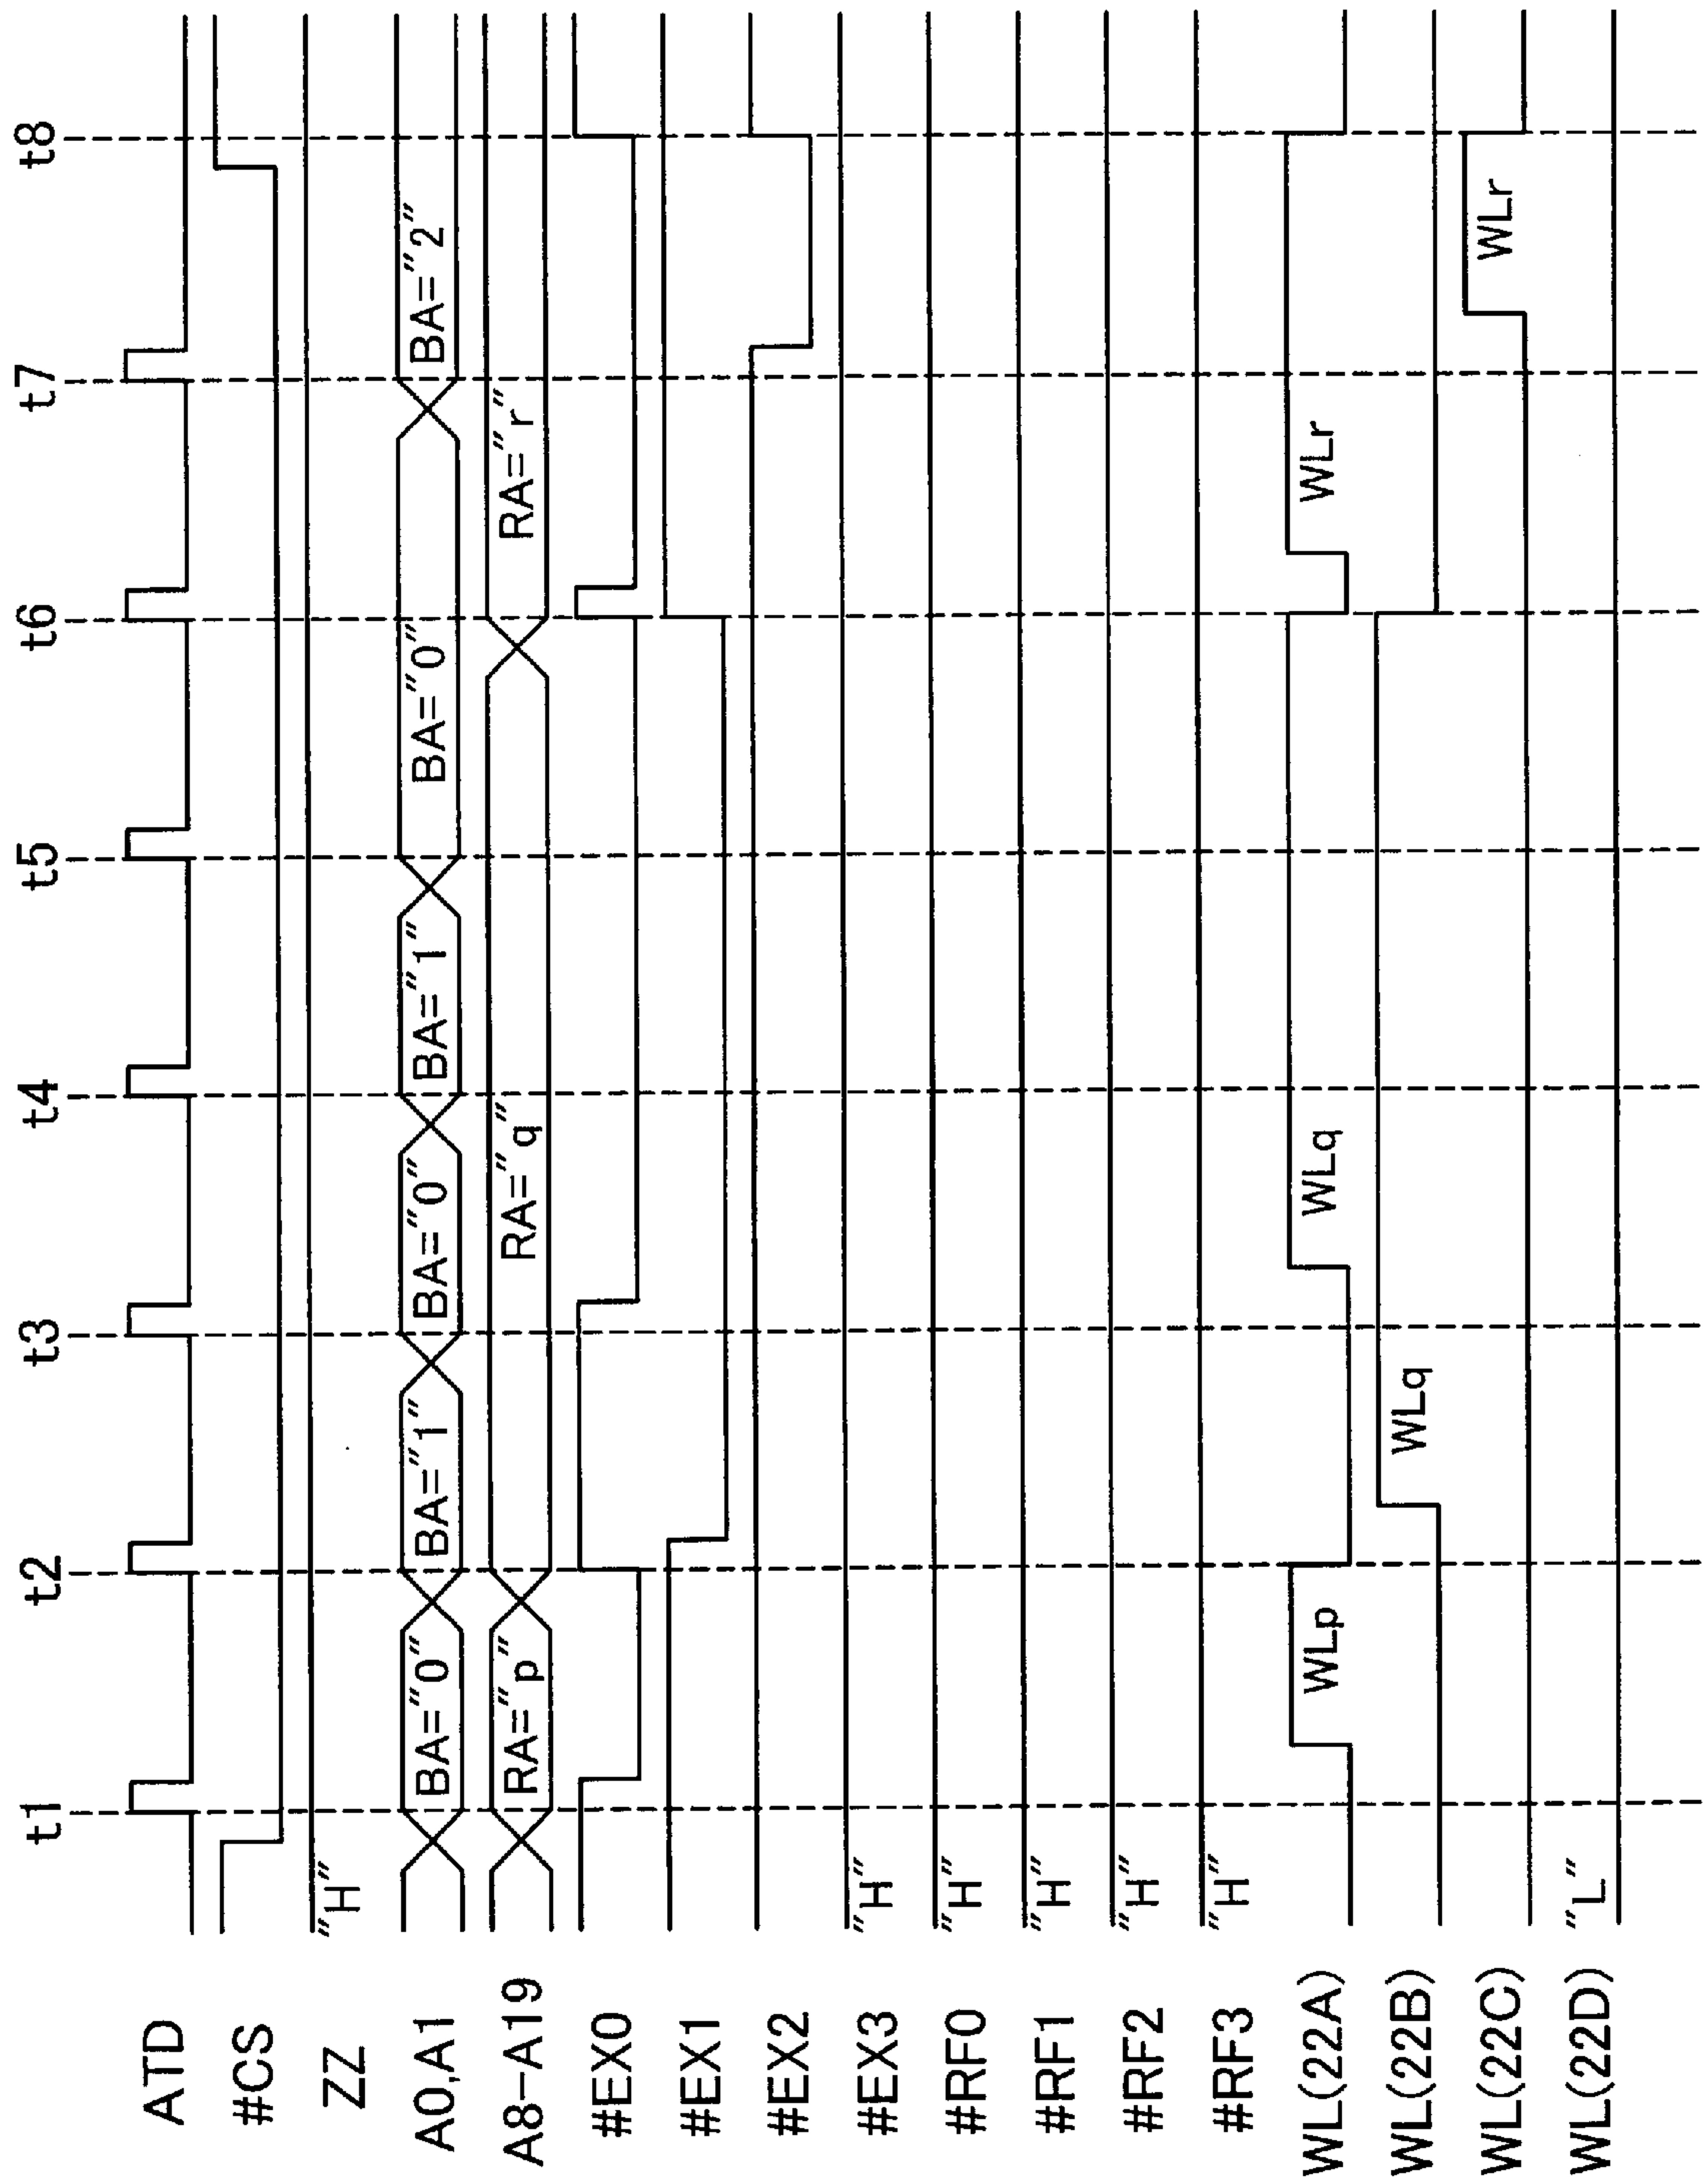 t1 t2 t3 t4 t5 t6 t7 t8
ATD
#CS
ZZ "H"
A0,A1 BA="0" BA="1" BA="0" BA="1" BA="0" BA="2"
A8-A19 RA="p" RA="q" RA="r"
#EX0
#EX1
#EX2
#EX3 "H"
#RF0 "H"
#RF1 "H"
#RF2 "H"
#RF3 "H"
WL(22A) WLp WLq WLr
WL(22B) WLq
WL(22C) WLr
WL(22D) "L"